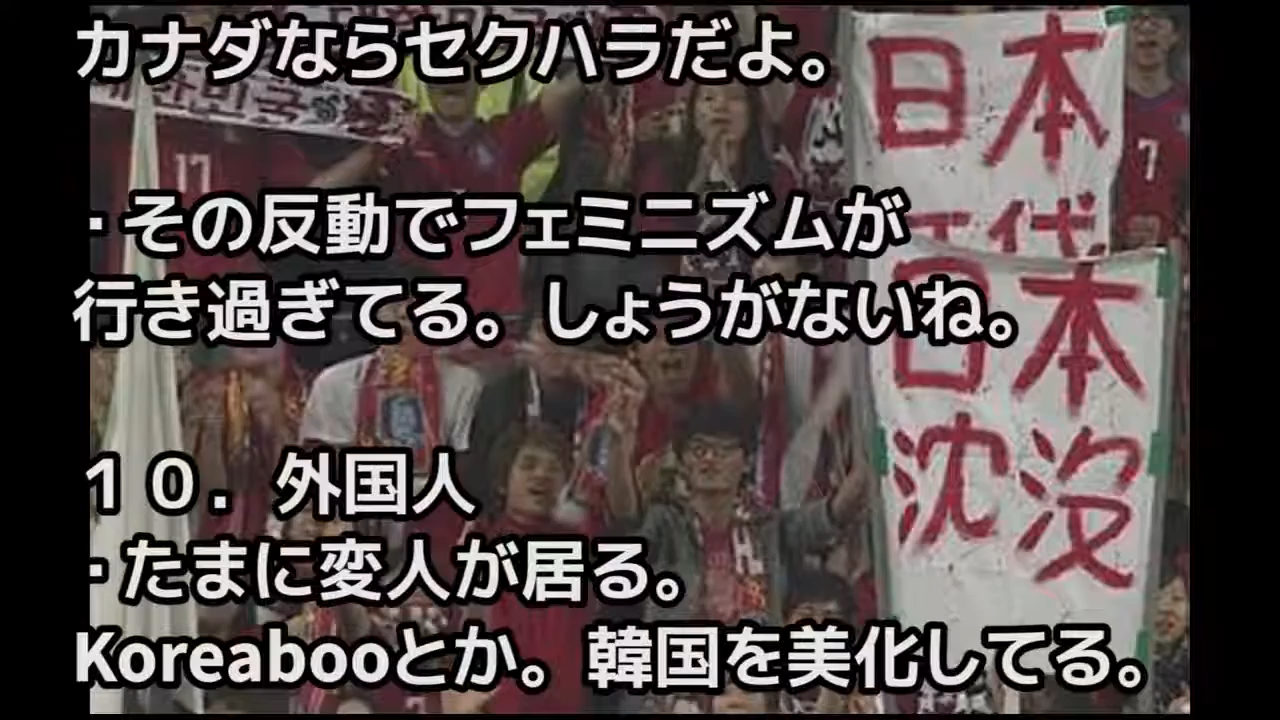 カナダならセクハラだよ。
・その反動でフェミニズムが
行き過ぎてる。しょうがないね。
１０．外国人
・たまに変人が居る。
Koreabooとか。韓国を美化してる。
日本
日本
沈没
17
7